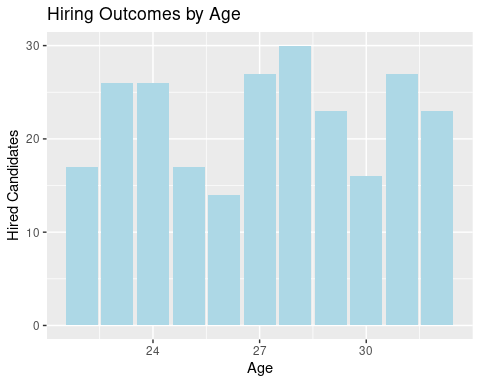 Hiring Outcomes by Age
30
20
10
0
Hired Candidates
24 27 30
Age